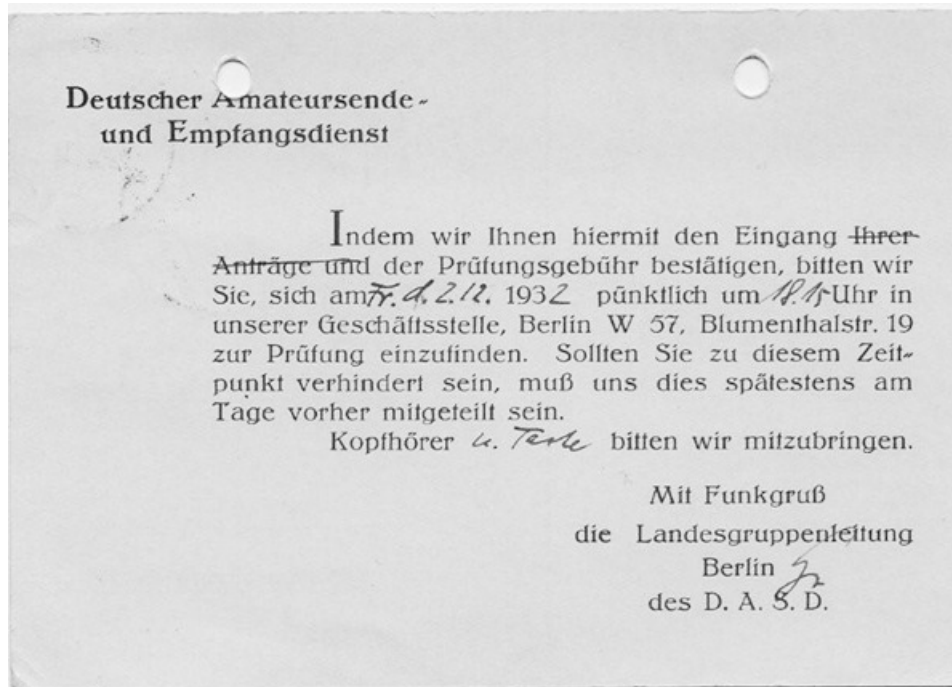 Deutscher Amateursende-
und Empfangsdienst
Indem wir Ihnen hiermit den Eingang Ihrer
Anträge und der Prüfungsgebühr bestätigen, bitten wir
Sie, sich am Fr. d. 2.12. 1932 pünktlich um 18.15 Uhr in
unserer Geschäftsstelle, Berlin W 57, Blumenthalstr. 19
zur Prüfung einzufinden. Sollten Sie zu diesem Zeit-
punkt verhindert sein, muß uns dies spätestens am
Tage vorher mitgeteilt sein.
Kopfhörer u. Taste bitten wir mitzubringen.
Mit Funkgruß
die Landesgruppenleitung
Berlin
des D. A. S. D.